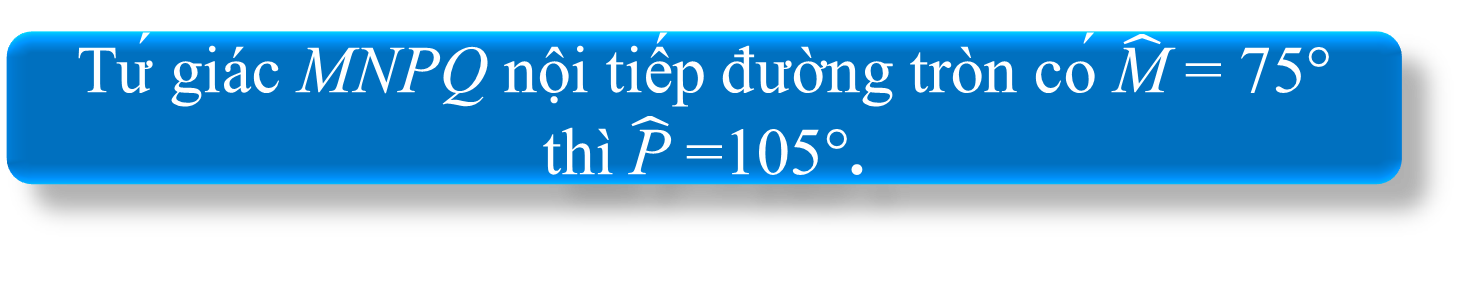 Tứ giác MNPQ nội tiếp đường tròn có M̂ = 75°
thì P̂ =105°.